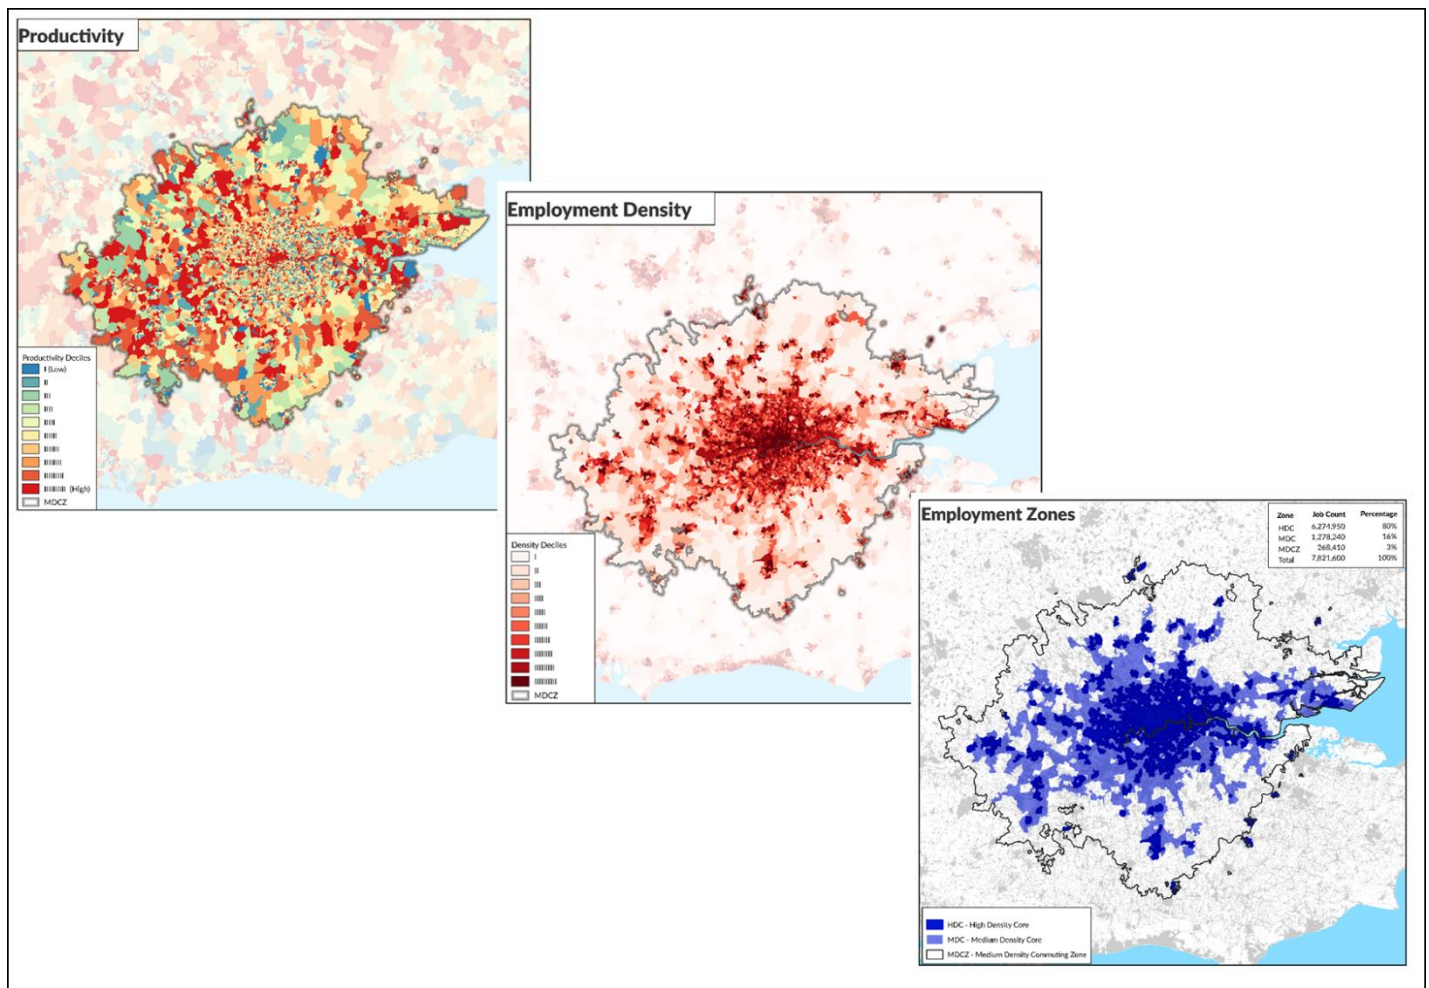 Productivity
Productivity Deciles
I (Low)
II
III
IIII
IIIII
IIIIII
IIIIIII
IIIIIIII
IIIIIIIII
IIIIIIIIII (High)
MDCZ
Employment Density
Density Deciles
I
II
III
IIII
IIIII
IIIIII
IIIIIII
IIIIIIII
IIIIIIIII
IIIIIIIIII
MDCZ
Employment Zones
Zone Job Count Percentage
HDC 6,274,950 80%
MDC 1,278,240 16%
MDCZ 268,410 3%
Total 7,821,600 100%
HDC - High Density Core
MDC - Medium Density Core
MDCZ - Medium Density Commuting Zone